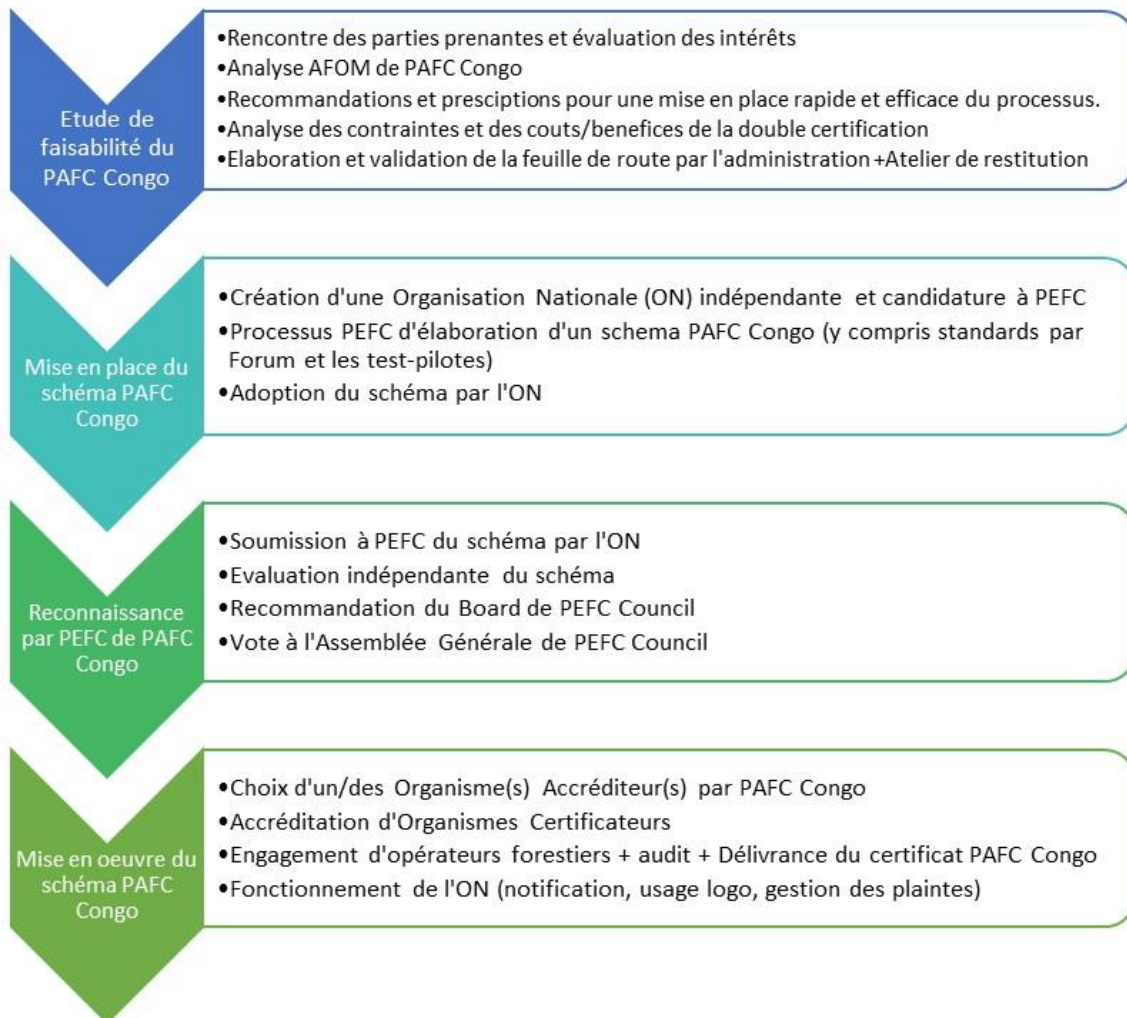 Etude de
faisabilité du
PAFC Congo
•Rencontre des parties prenantes et évaluation des intérêts
•Analyse AFOM de PAFC Congo
•Recommandations et presciptions pour une mise en place rapide et efficace du processus.
•Analyse des contraintes et des couts/benefices de la double certification
•Elaboration et validation de la feuille de route par l'administration +Atelier de restitution
Mise en place du
schéma PAFC
Congo
•Création d'une Organisation Nationale (ON) indépendante et candidature à PEFC
•Processus PEFC d'élaboration d'un schema PAFC Congo (y compris standards par
Forum et les test-pilotes)
•Adoption du schéma par l'ON
Reconnaissance
par PEFC de PAFC
Congo
•Soumission à PEFC du schéma par l'ON
•Evaluation indépendante du schéma
•Recommandation du Board de PEFC Council
•Vote à l'Assemblée Générale de PEFC Council
Mise en oeuvre du
schéma PAFC
Congo
•Choix d'un/des Organisme(s) Accréditeur(s) par PAFC Congo
•Accréditation d'Organismes Certificateurs
•Engagement d'opérateurs forestiers + audit + Délivrance du certificat PAFC Congo
•Fonctionnement de l'ON (notification, usage logo, gestion des plaintes)